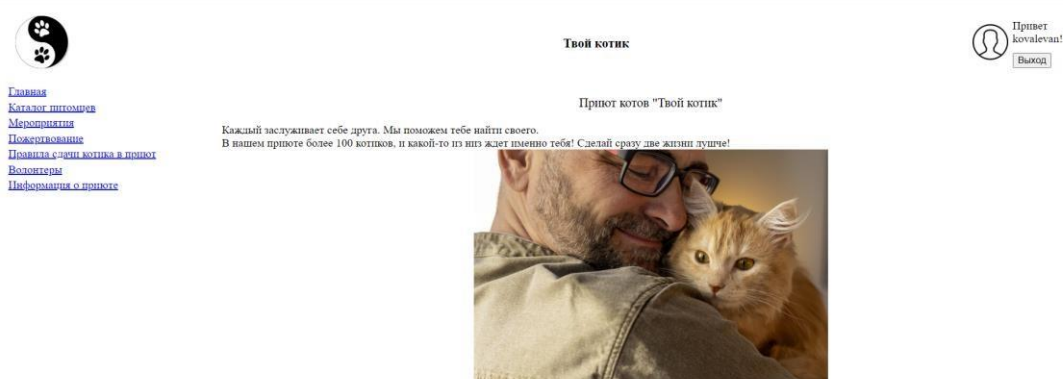 Твой котик
Привет
kovalevan!
Выход
Главная
Каталог питомцев
Мероприятия
Пожертвование
Правила сдачи котика в приют
Волонтеры
Информация о приюте
Приют котов "Твой котик"
Каждый заслуживает себе друга. Мы поможем тебе найти своего.
В нашем приюте более 100 котиков, и какой-то из низ ждет именно тебя! Сделай сразу две жизни лучше!